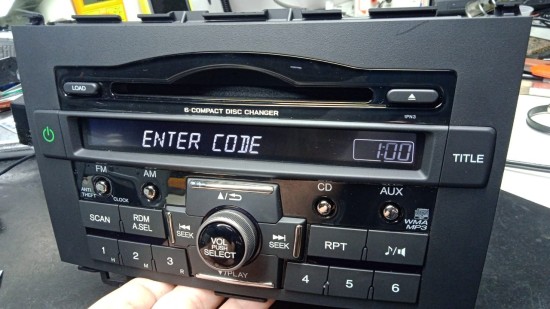 LOAD
6-COMPACT DISC CHANGER
IPN3
ENTER CODE
1:00
TITLE
FM
AM
CD
AUX
ANTI
THEFT
CLOCK
WMA
MP3
SCAN
RDM
A.SEL
SEEK
VOL
PUSH
SELECT
SEEK
RPT
/PLAY
1 M
2 M
3 R
4
5
6